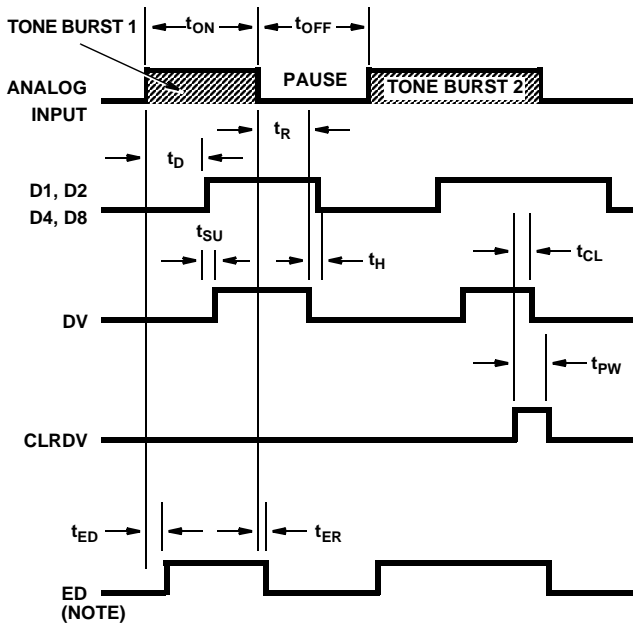 TONE BURST 1
tON
tOFF
ANALOG
INPUT
PAUSE
TONE BURST 2
tR
tD
D1, D2
D4, D8
tSU
tH
tCL
DV
tPW
CLRDV
tED
tER
ED
(NOTE)